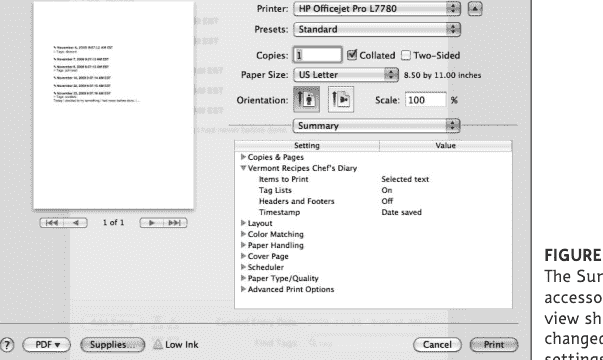 Printer: HP Officejet Pro L7780
Presets: Standard
Copies: 1 Collated Two-Sided
Paper Size: US Letter 8.50 by 11.00 inches
Orientation: Scale: 100 %
Summary
Setting Value
Copies & Pages
Vermont Recipes Chef's Diary
Items to Print Selected text
Tag Lists On
Headers and Footers Off
Timestamp Date saved
Layout
Color Matching
Paper Handling
Cover Page
Scheduler
Paper Type/Quality
Advanced Print Options
1 of 1
? PDF Supplies... Low Ink Cancel Print
FIGURE
The Sum
accesso
view sh
changed
settings